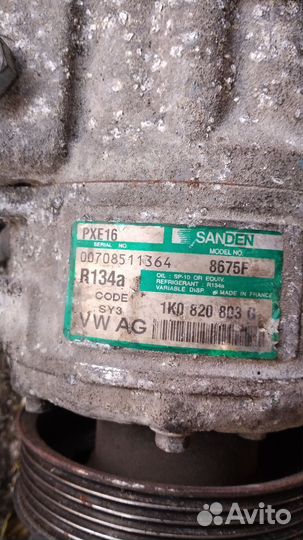 PXE16
SERIAL NO
00708511364
R134a
CODE
SY3
VW AG
SANDEN
MODEL NO.
8675F
OIL : SP-10 OR EQUIV.
REFRIGERANT : R134a
VARIABLE DISP. MADE IN FRANCE
1K0 820 803 G
Avito